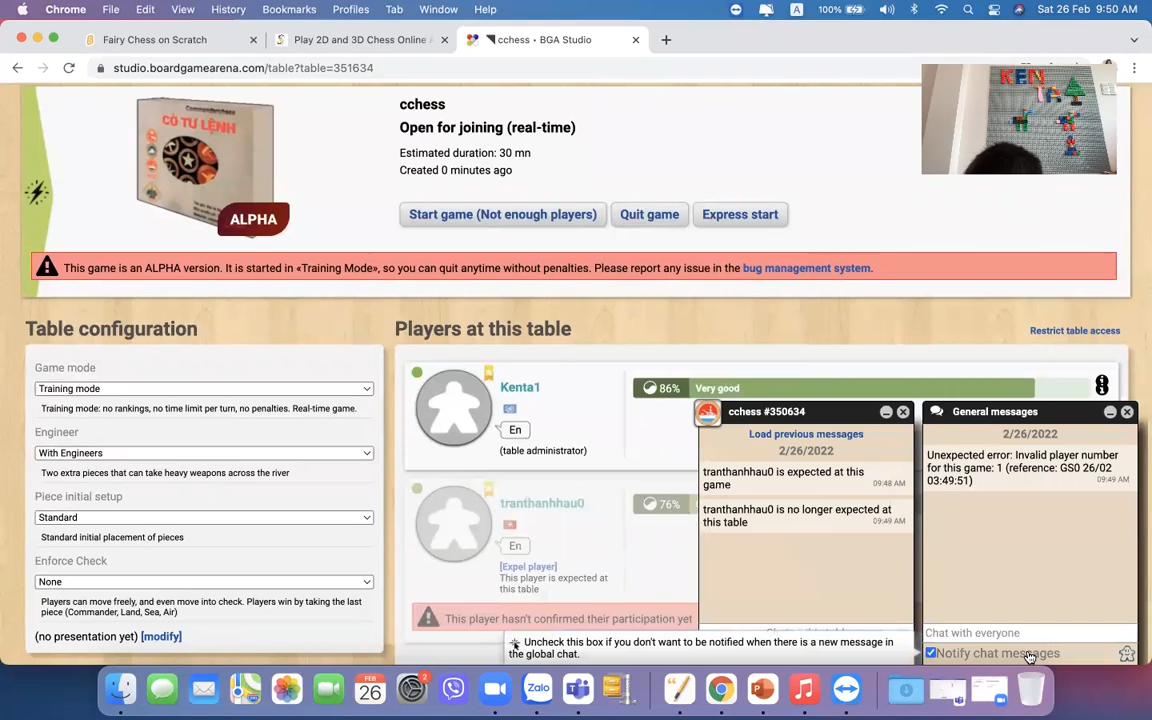 Chrome File Edit View History Bookmarks Profiles Tab Window Help 100% A Sat 26 Feb 9:50 AM
Fairy Chess on Scratch
Play 2D and 3D Chess Online
cchess • BGA Studio
studio.boardgamearena.com/table?table=351634
Commanderchess
CỜ TƯ LỆNH
ALPHA
cchess
Open for joining (real-time)
Estimated duration: 30 mn
Created 0 minutes ago
Start game (Not enough players) Quit game Express start
KEN
TA
This game is an ALPHA version. It is started in «Training Mode», so you can quit anytime without penalties. Please report any issue in the bug management system.
Table configuration
Game mode
Training mode
Training mode: no rankings, no time limit per turn, no penalties. Real-time game.
Engineer
With Engineers
Two extra pieces that can take heavy weapons across the river
Piece initial setup
Standard
Standard initial placement of pieces
Enforce Check
None
Players can move freely, and even move into check. Players win by taking the last
piece (Commander, Land, Sea, Air)
(no presentation yet) [modify]
Players at this table
Restrict table access
Kenta1
En
(table administrator)
86% Very good
tranthanhhau0
En
[Expel player]
This player is expected at
this table
76%
This player hasn't confirmed their participation yet
cchess #350634
Load previous messages
2/26/2022
tranthanhhau0 is expected at this
game
09:48 AM
tranthanhhau0 is no longer expected at
this table
09:49 AM
General messages
2/26/2022
Unexpected error: Invalid player number
for this game: 1 (reference: GS0 26/02
03:49:51)
09:49 AM
Chat with everyone
Notify chat messages
Uncheck this box if you don't want to be notified when there is a new message in
the global chat.
FEB
26
2
Zalo